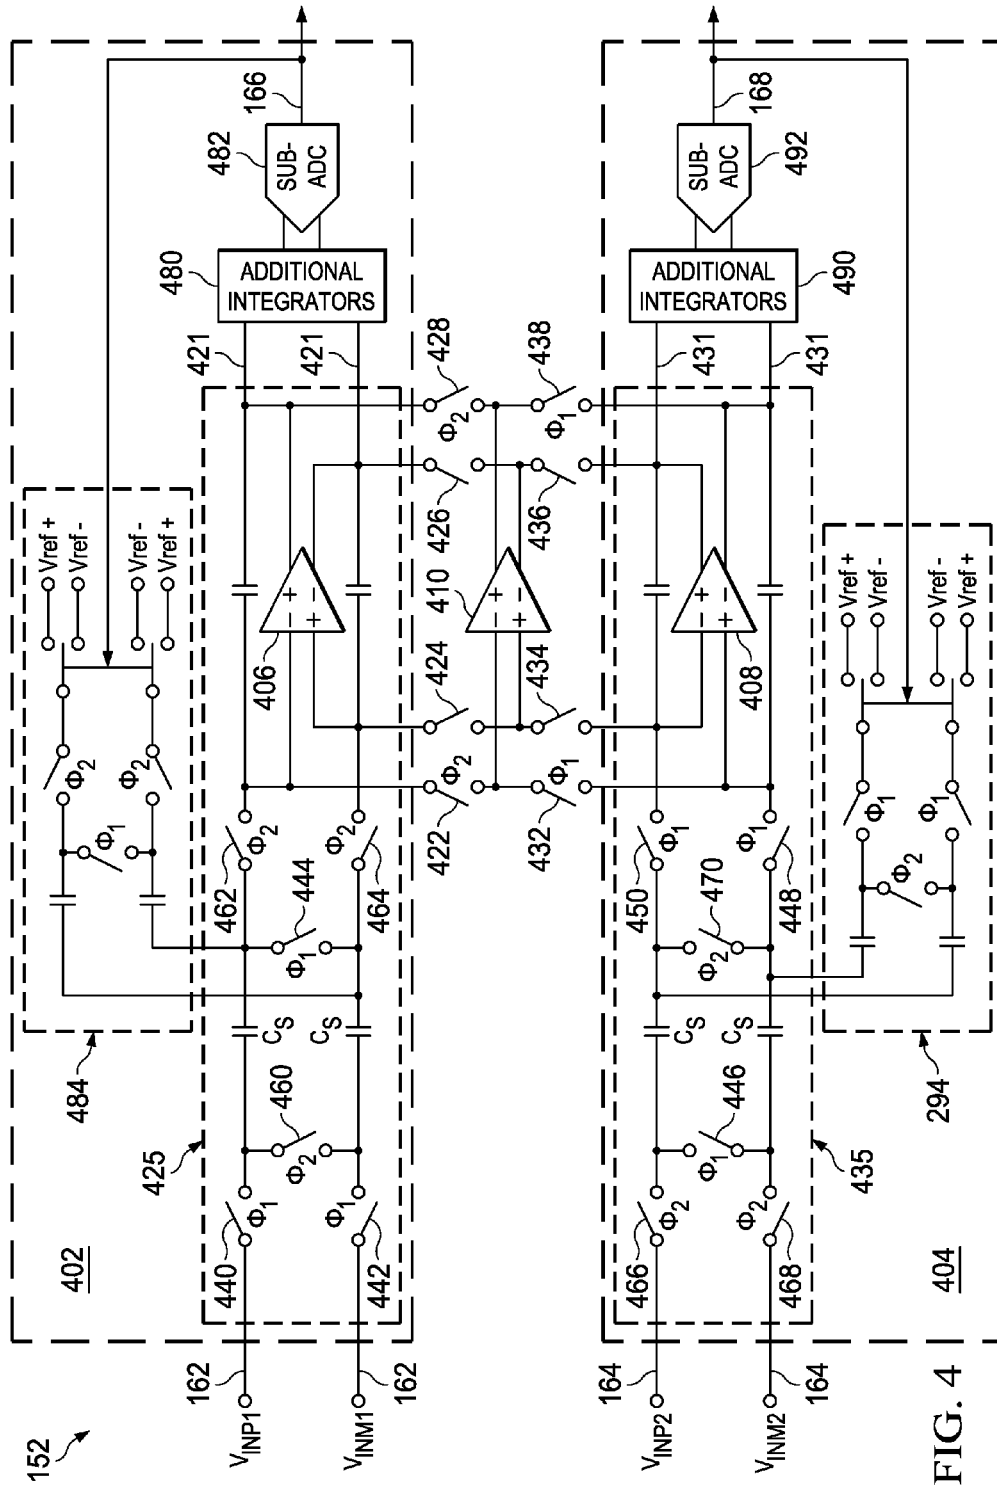 152
402
484
Vref +
Vref -
Vref -
Vref +
Φ2
Φ2
Φ1
166
482
SUB-
ADC
480
ADDITIONAL
INTEGRATORS
421
421
425
VINP1
162
440
Φ1
460
Φ2
CS
CS
444
Φ1
462
Φ2
464
Φ2
406
+
−
−
+
VINM1
162
442
Φ1
428
Φ2
438
Φ1
426
436
410
+
−
−
+
424
434
422
Φ2
432
Φ1
168
492
SUB-
ADC
490
ADDITIONAL
INTEGRATORS
431
431
VINP2
164
466
Φ2
446
Φ1
CS
CS
470
Φ2
450
Φ1
448
Φ1
408
+
−
−
+
VINM2
164
468
Φ2
435
404
294
Φ1
Φ1
Φ2
Vref +
Vref -
Vref -
Vref +
FIG. 4